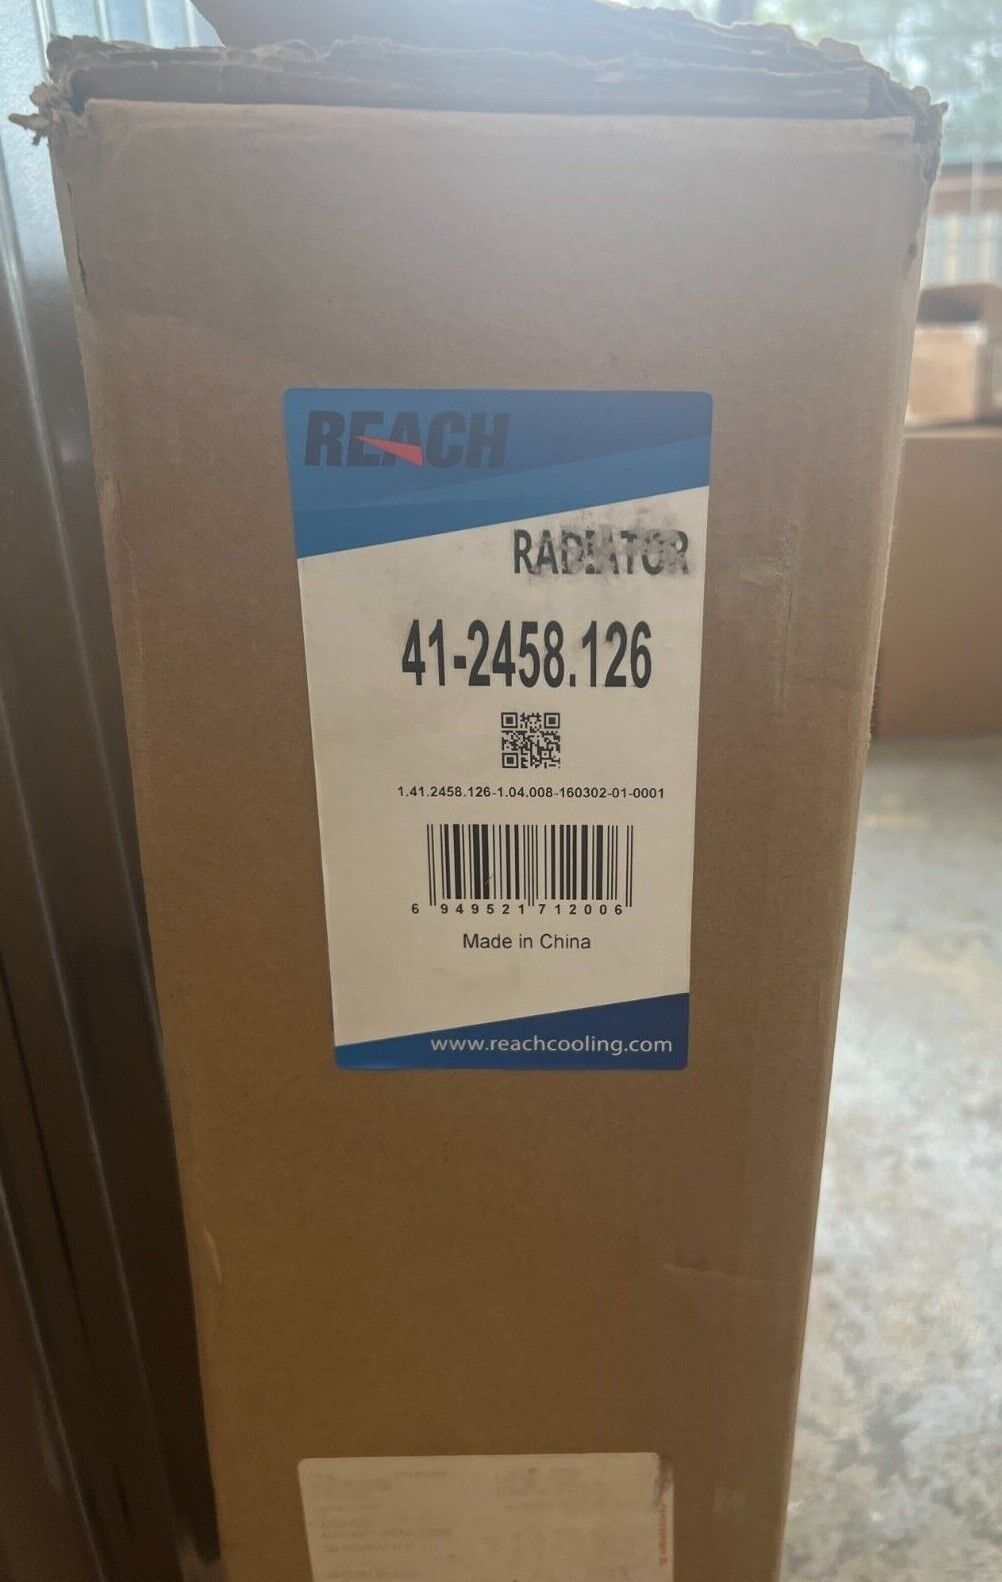 REACH
RADIATOR
41-2458.126
1.41.2458.126-1.04.008-160302-01-0001
6 949521 712006
Made in China
www.reachcooling.com